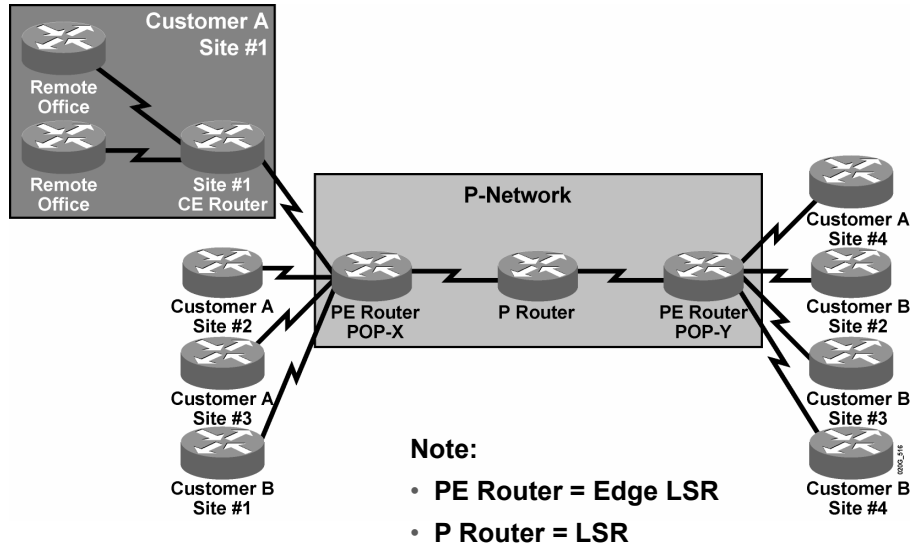 Customer A
Site #1
Remote
Office
Remote
Office
Site #1
CE Router
P-Network
Customer A
Site #2
Customer A
Site #3
Customer B
Site #1
PE Router
POP-X
P Router
PE Router
POP-Y
Customer A
Site #4
Customer B
Site #2
Customer B
Site #3
Customer B
Site #4
020G_516
Note:
• PE Router = Edge LSR
• P Router = LSR